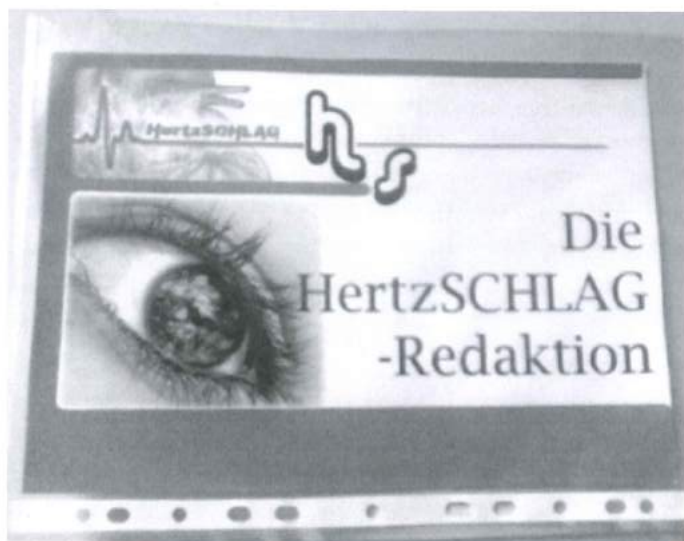 HertzSCHLAG
hs
Die
HertzSCHLAG
-Redaktion